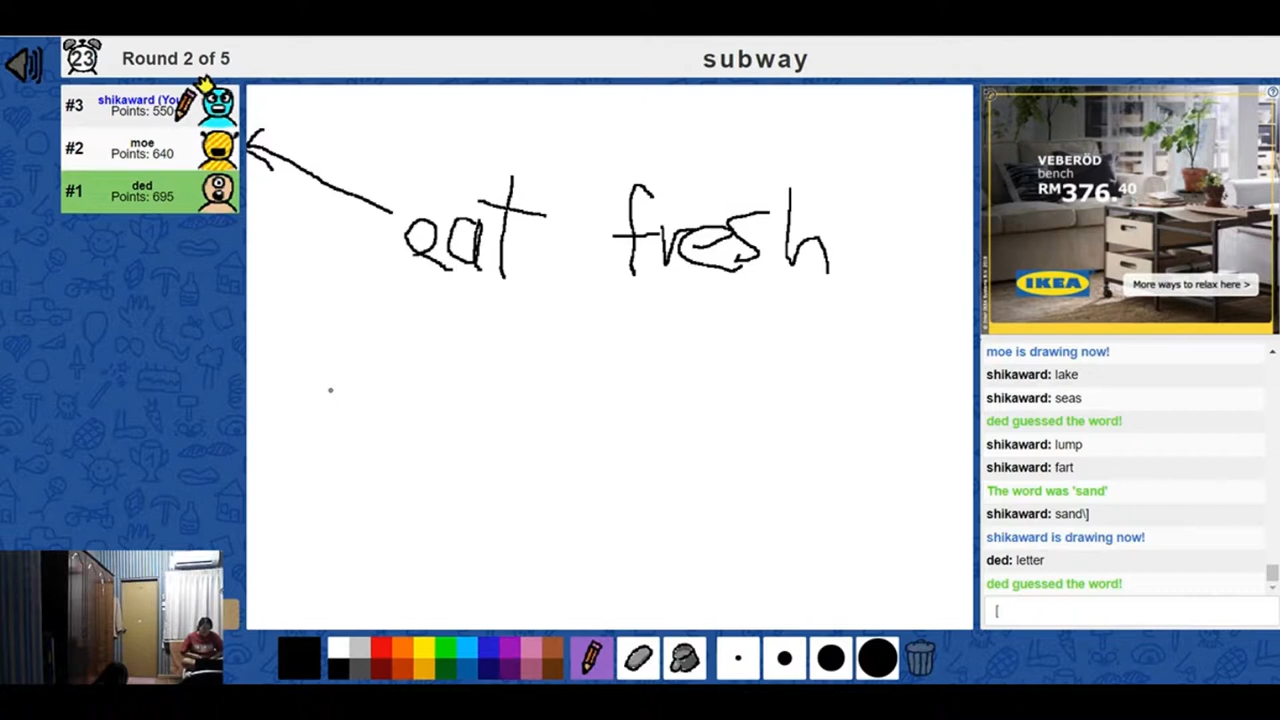 23
Round 2 of 5
subway
#3
shikaward (You
Points: 550
#2
moe
Points: 640
#1
ded
Points: 695
eat fresh
VEBERÖD
bench
RM376.40
IKEA
More ways to relax here >
moe is drawing now!
shikaward: lake
shikaward: seas
ded guessed the word!
shikaward: lump
shikaward: fart
The word was 'sand'
shikaward: sand\]
shikaward is drawing now!
ded: letter
ded guessed the word!
[